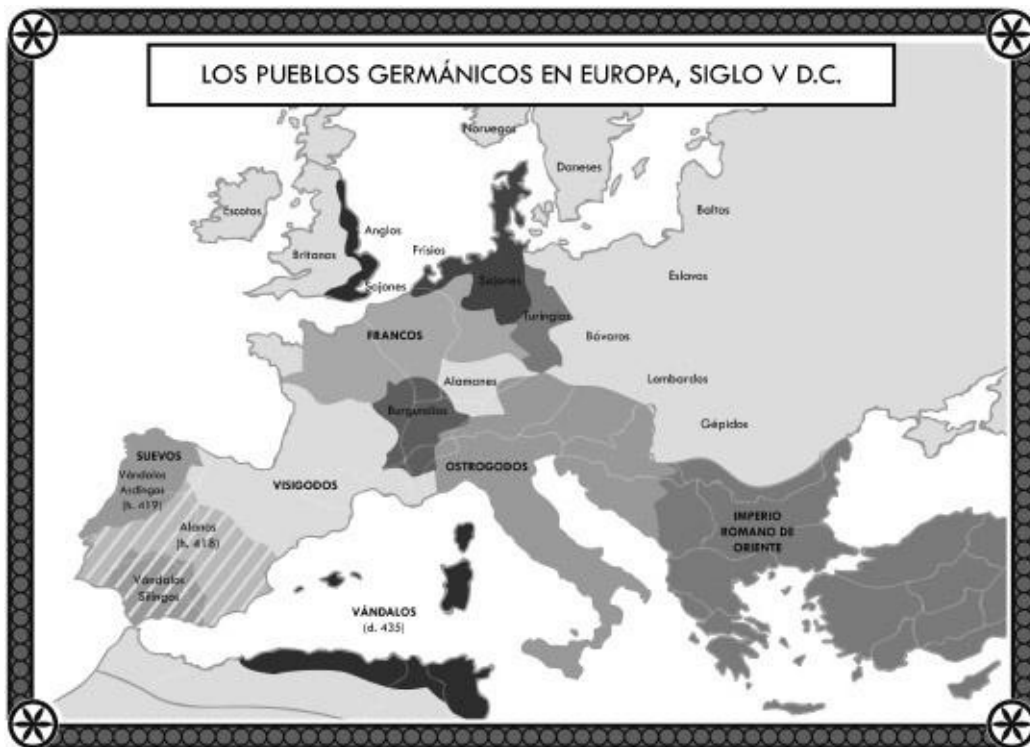 LOS PUEBLOS GERMÁNICOS EN EUROPA, SIGLO V D.C.
Noruegos
Daneses
Baltos
Escotos
Anglos
Britanos
Frisios
Eslavos
Sajones
Sajones
Turingios
FRANCOS
Bávaros
Alamanes
Lombardos
Burgundios
Gépidos
SUEVOS
Vándalos
Asdingos
(h. 419)
VISIGODOS
OSTROGODOS
Alanos
(h. 418)
IMPERIO
ROMANO DE
ORIENTE
Vándalos
Silingos
VÁNDALOS
(d. 435)